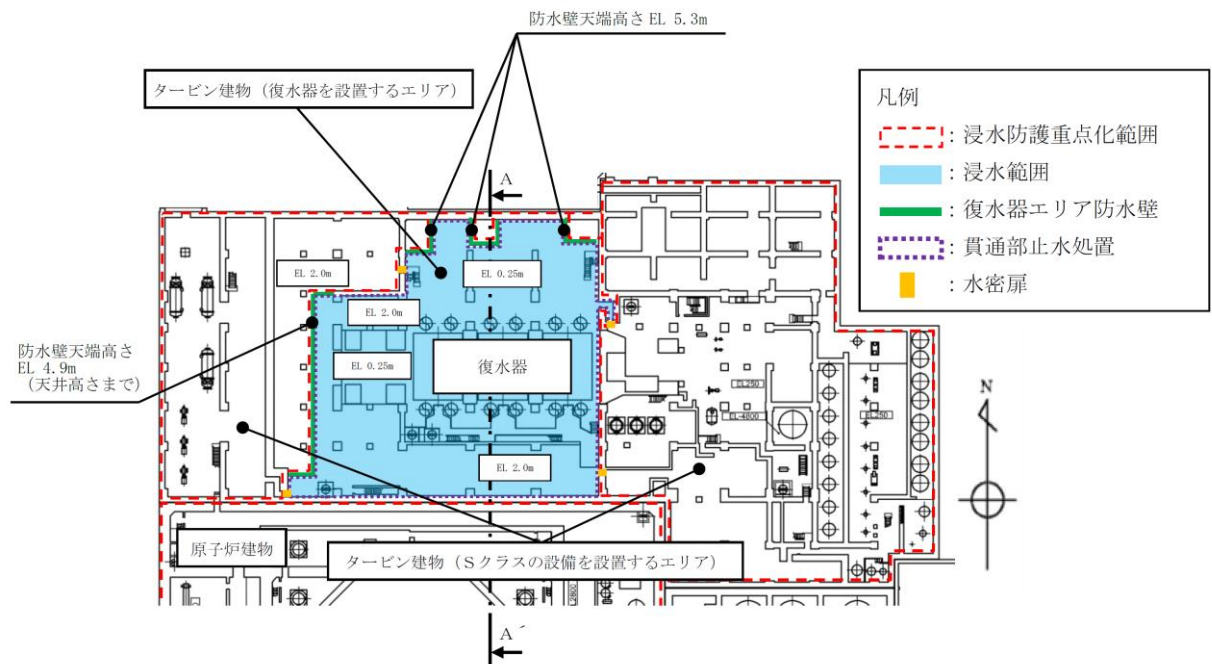 防水壁天端高さ EL 5.3m
タービン建物（復水器を設置するエリア）
凡例
：浸水防護重点化範囲
：浸水範囲
：復水器エリア防水壁
：貫通部止水処置
：水密扉
A
EL 2.0m
EL 0.25m
EL 2.0m
防水壁天端高さ
EL 4.9m
（天井高さまで）
EL 0.25m
復水器
EL250
EL-4800
EL250
N
EL 2.0m
原子炉建物
タービン建物（Sクラスの設備を設置するエリア）
EL2800
A´